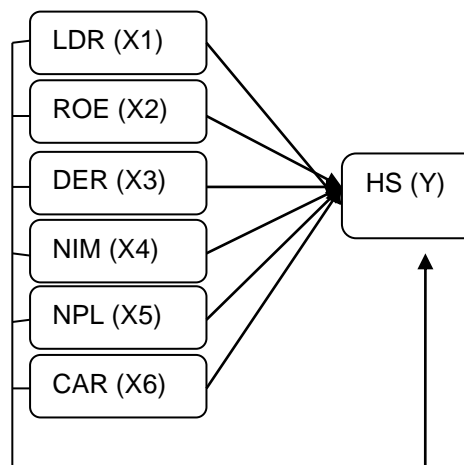 LDR (X1)
ROE (X2)
DER (X3)
HS (Y)
NIM (X4)
NPL (X5)
CAR (X6)